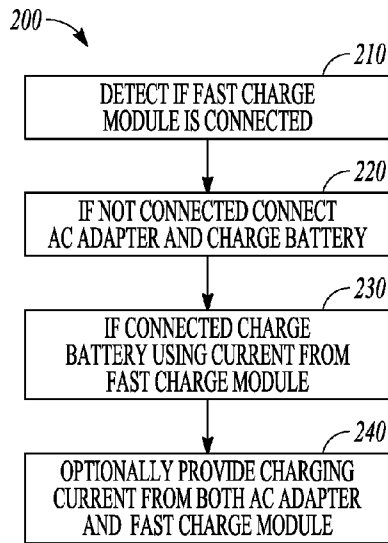 200
210
DETECT IF FAST CHARGE
MODULE IS CONNECTED
220
IF NOT CONNECTED CONNECT
AC ADAPTER AND CHARGE BATTERY
230
IF CONNECTED CHARGE
BATTERY USING CURRENT FROM
FAST CHARGE MODULE
240
OPTIONALLY PROVIDE CHARGING
CURRENT FROM BOTH AC ADAPTER
AND FAST CHARGE MODULE